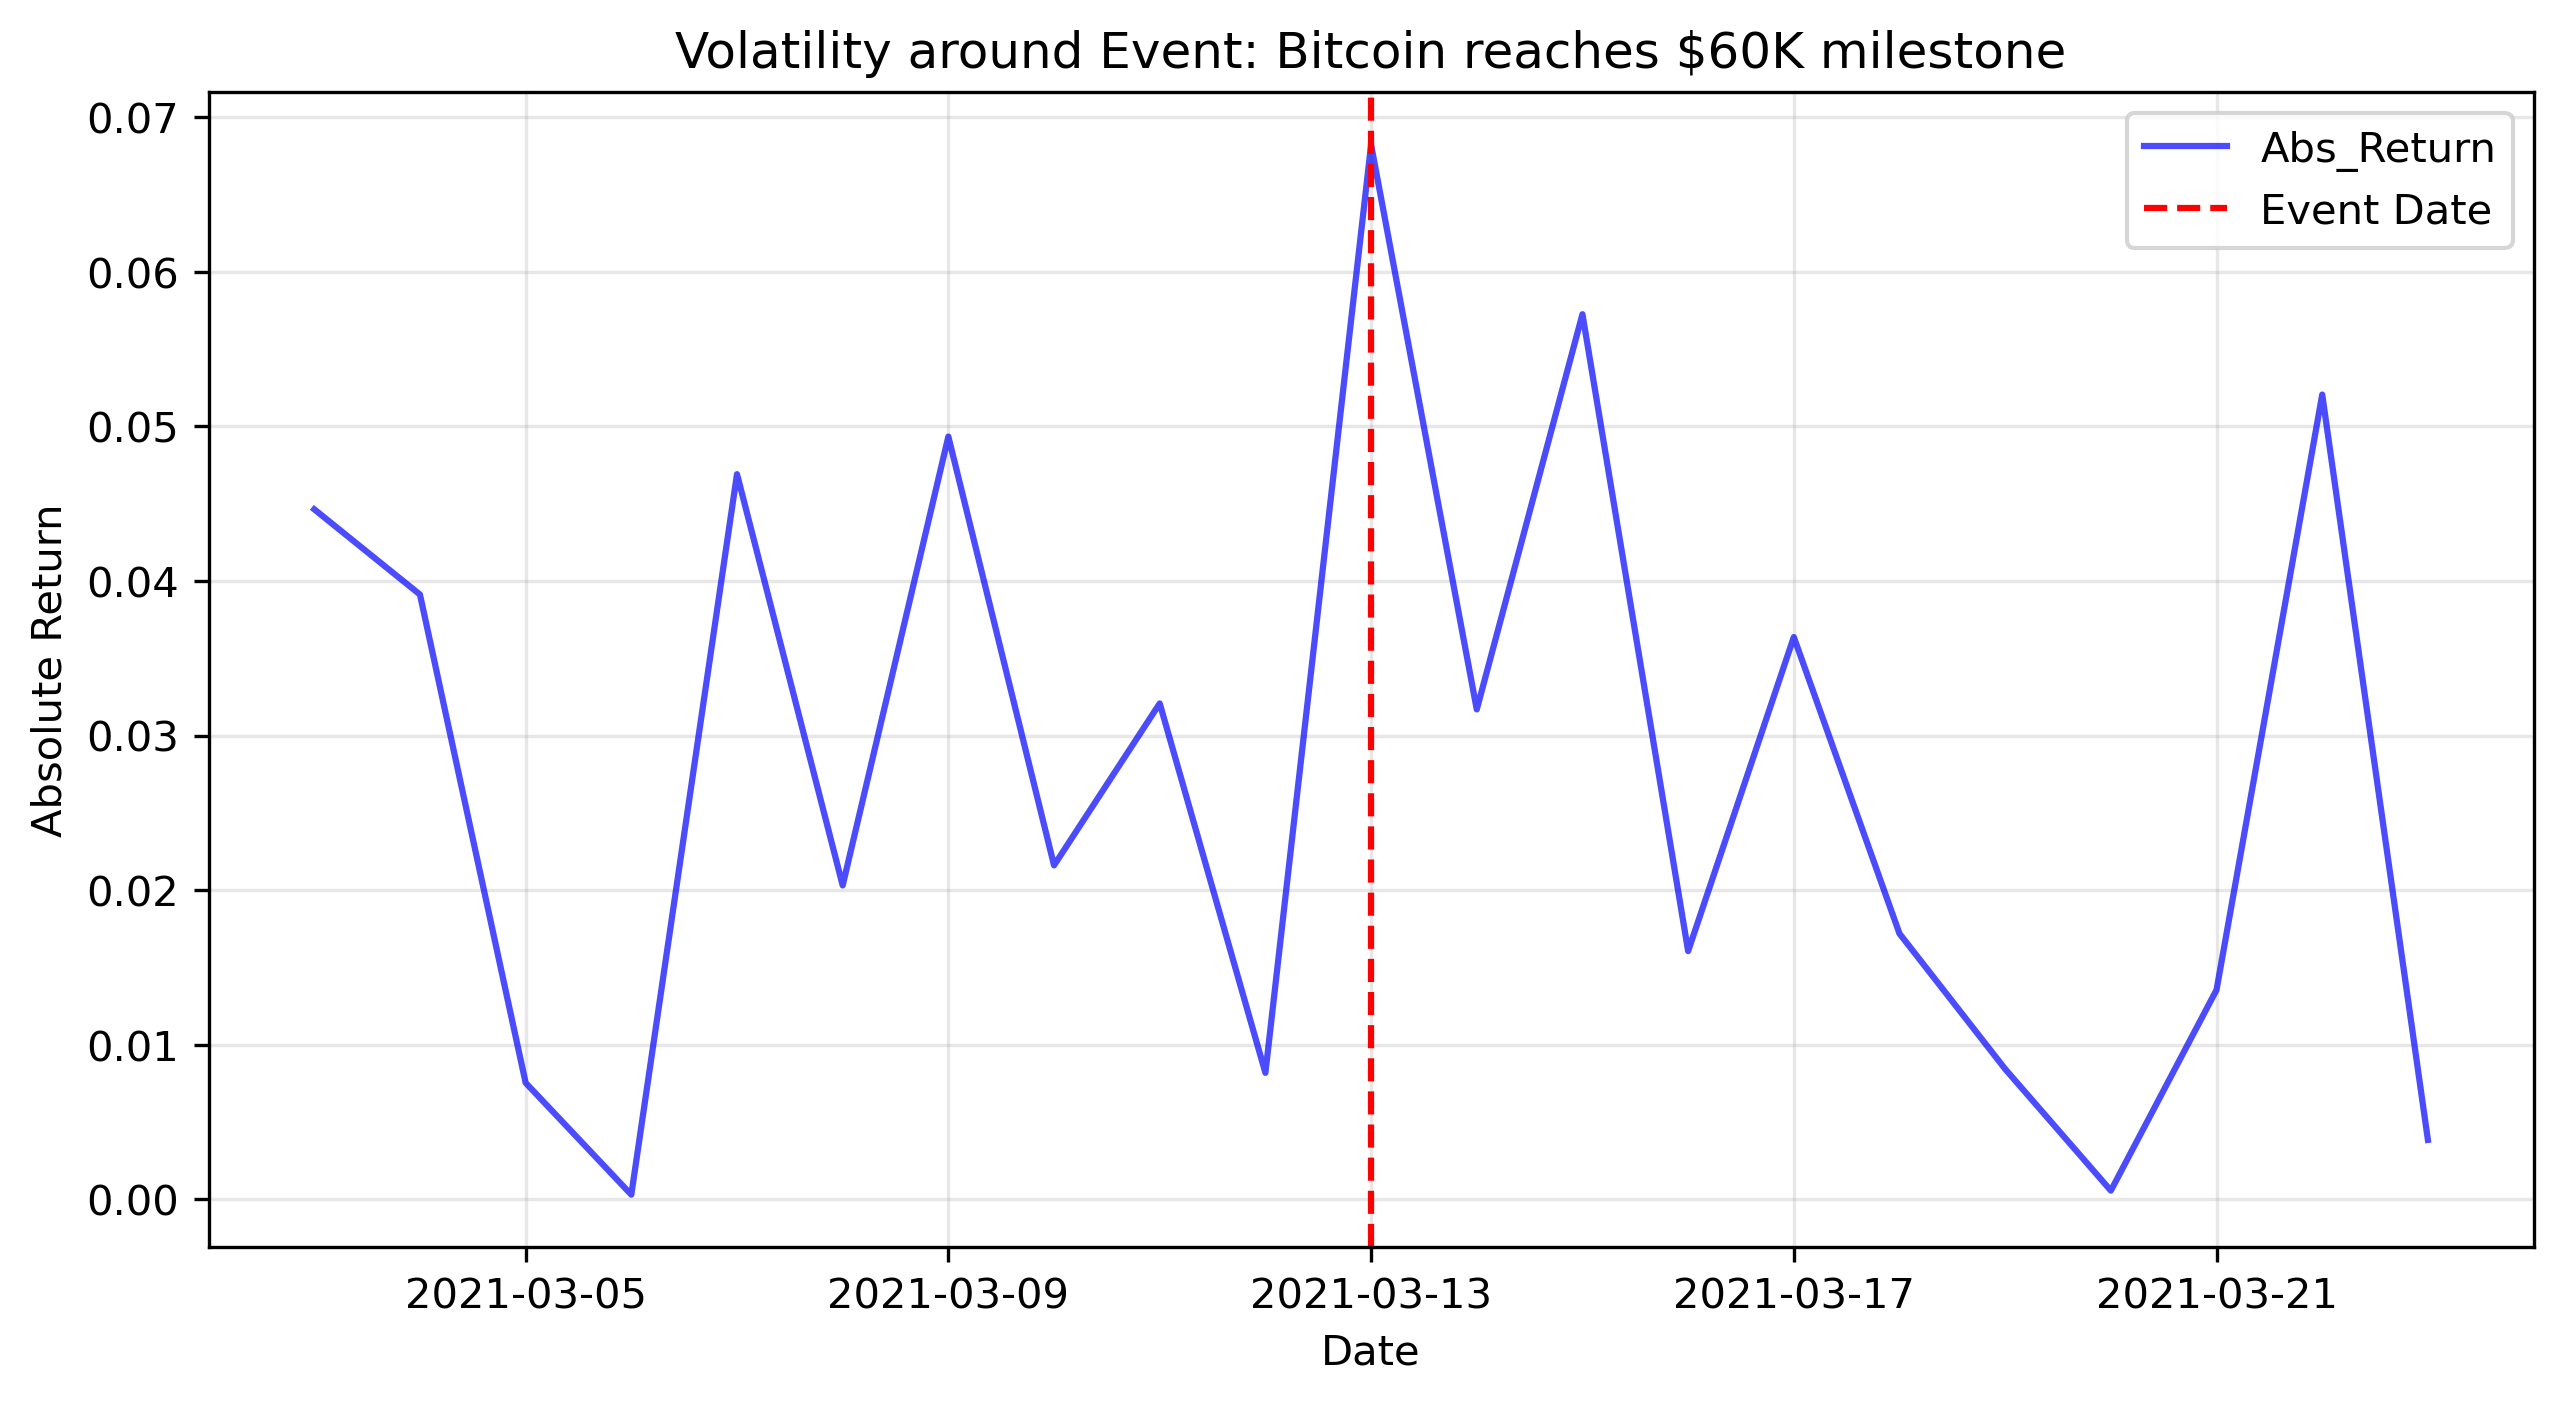 Volatility around Event: Bitcoin reaches $60K milestone
Abs_Return
Event Date
Absolute Return
0.07
0.06
0.05
0.04
0.03
0.02
0.01
0.00
2021-03-05
2021-03-09
2021-03-13
2021-03-17
2021-03-21
Date